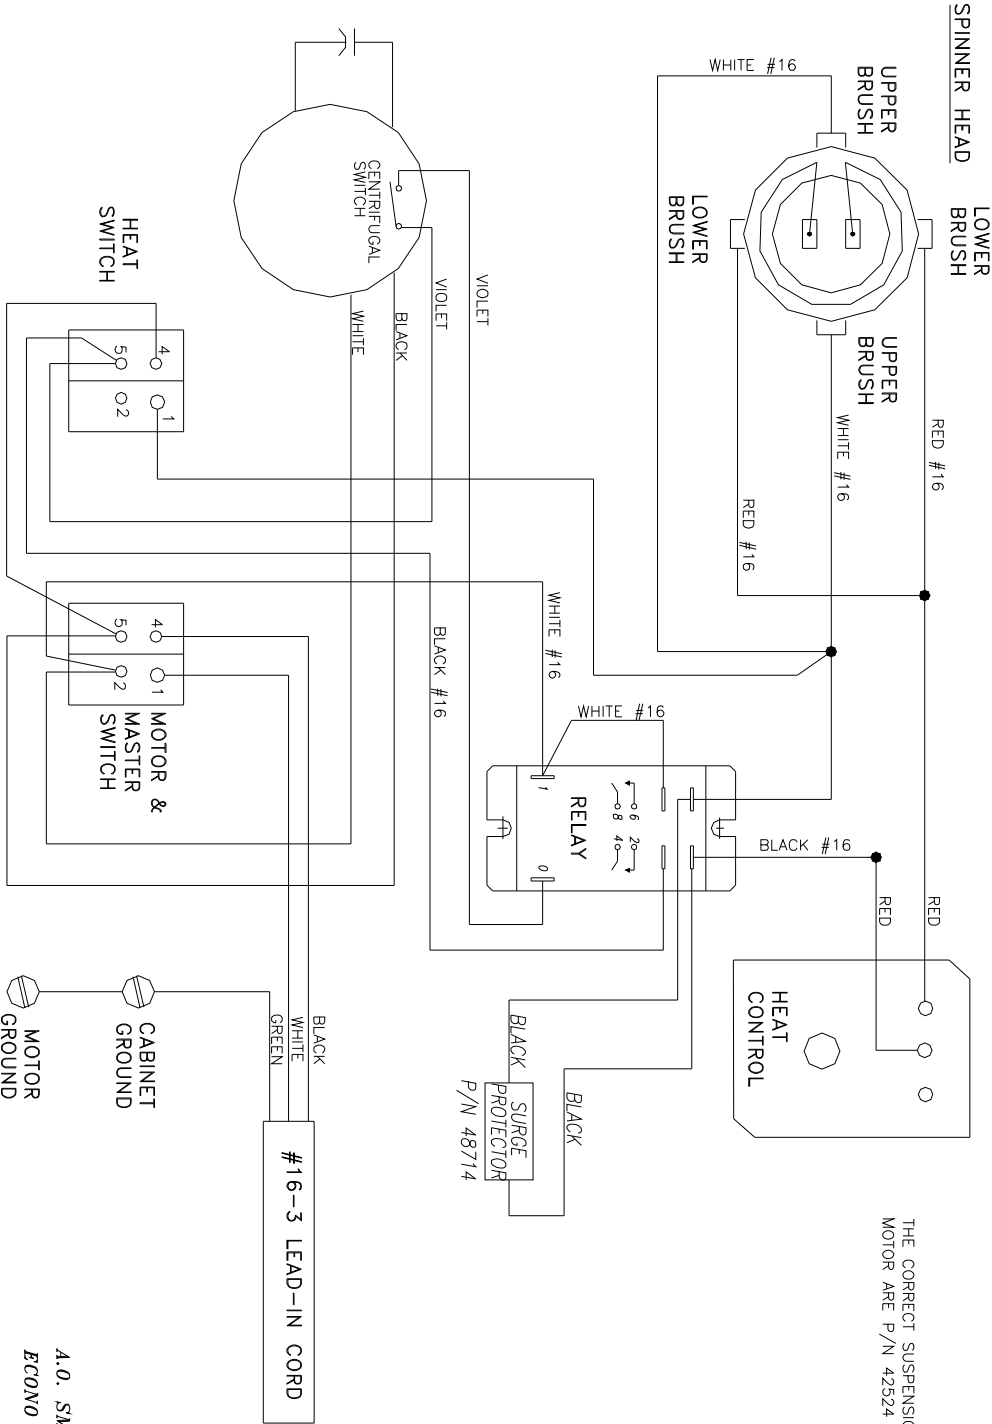 SPINNER HEAD
LOWER
BRUSH
UPPER
BRUSH
UPPER
BRUSH
LOWER
BRUSH
WHITE #16
RED #16
WHITE #16
RED #16
CENTRIFUGAL
SWITCH
VIOLET
VIOLET
BLACK
WHITE
HEAT
SWITCH
4
5
1
2
WHITE #16
BLACK #16
WHITE #16
4
5
1
2
MOTOR &
MASTER
SWITCH
RELAY
1
0
6
8
2
4
BLACK #16
RED
RED
HEAT
CONTROL
BLACK
BLACK
SURGE
PROTECTOR
P/N 48714
BLACK
WHITE
GREEN
CABINET
GROUND
MOTOR
GROUND
#16-3 LEAD-IN CORD
THE CORRECT
MOTOR ARE P/N 42524
A.O.
ECONO